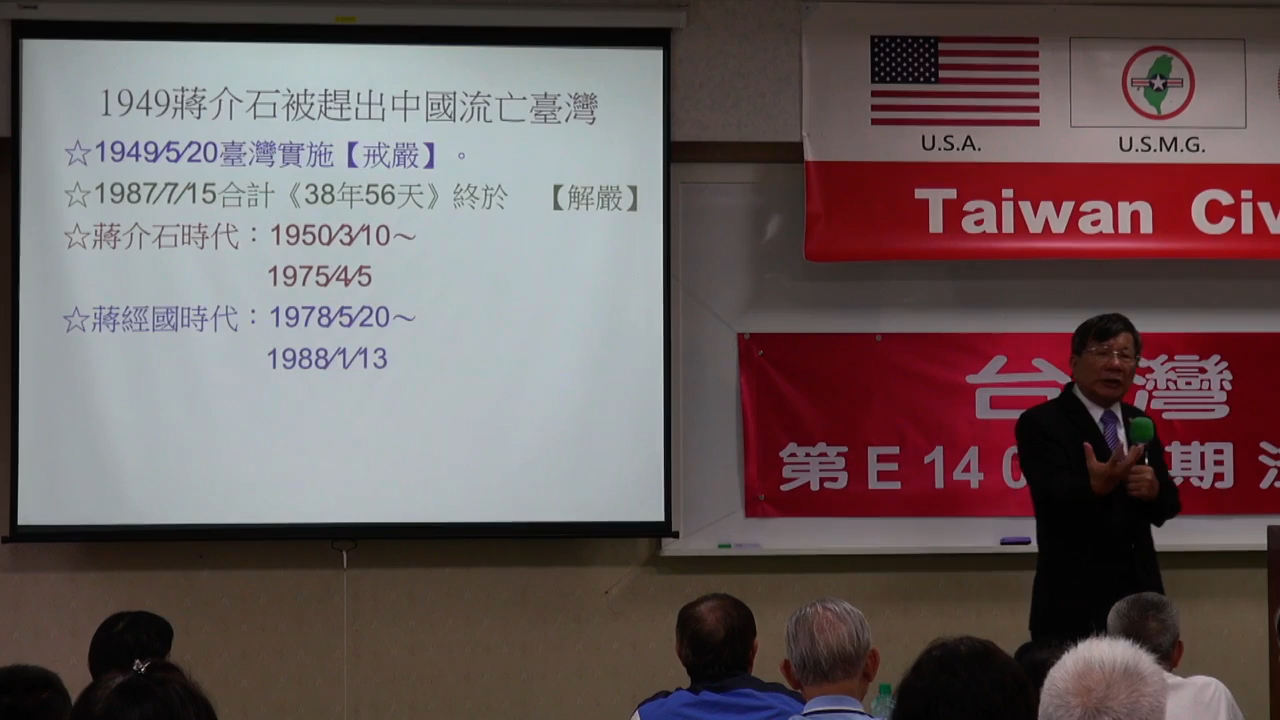 1949蔣介石被趕出中國流亡臺灣
☆1949/5/20臺灣實施【戒嚴】。
☆1987/7/15合計《38年56天》終於 【解嚴】
☆蔣介石時代：1950/3/10～
1975/4/5
☆蔣經國時代：1978/5/20～
1988/1/13
U.S.A.
U.S.M.G.
Taiwan Civ
台灣
第E14 期